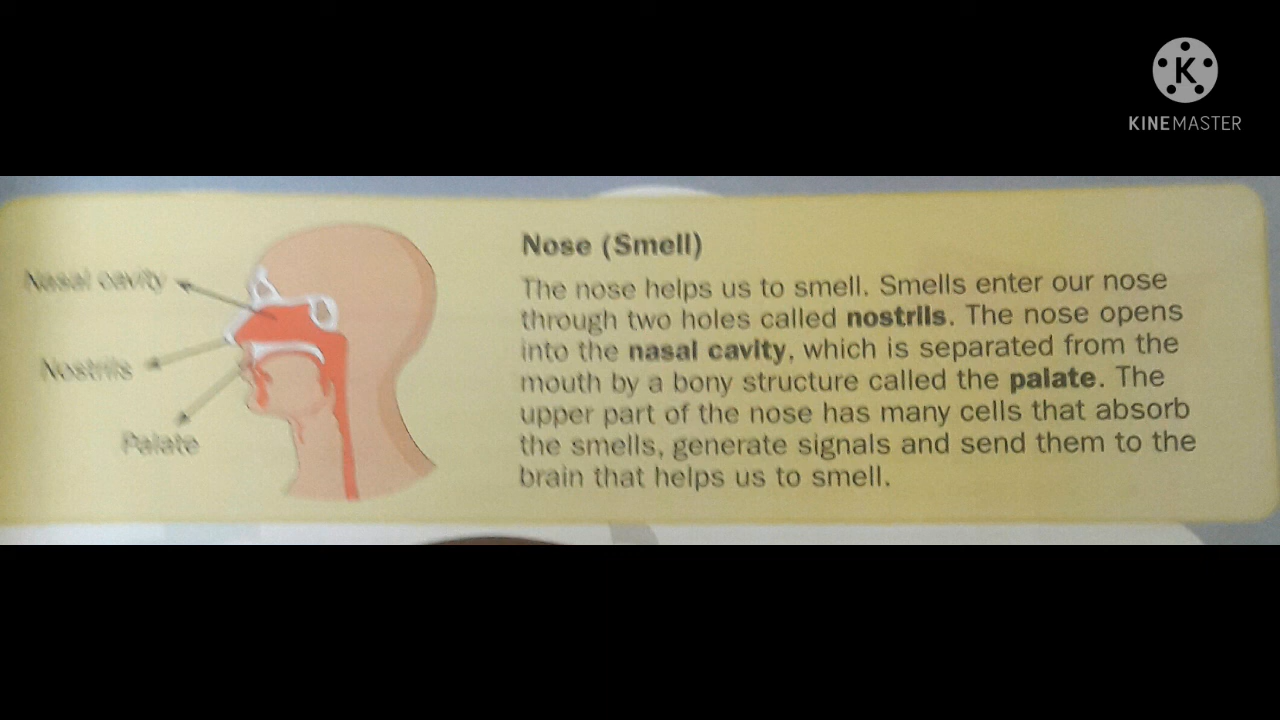 K
KINEMASTER
Nasal cavity
Nostrils
Palate
Nose (Smell)
The nose helps us to smell. Smells enter our nose
through two holes called nostrils. The nose opens
into the nasal cavity, which is separated from the
mouth by a bony structure called the palate. The
upper part of the nose has many cells that absorb
the smells, generate signals and send them to the
brain that helps us to smell.